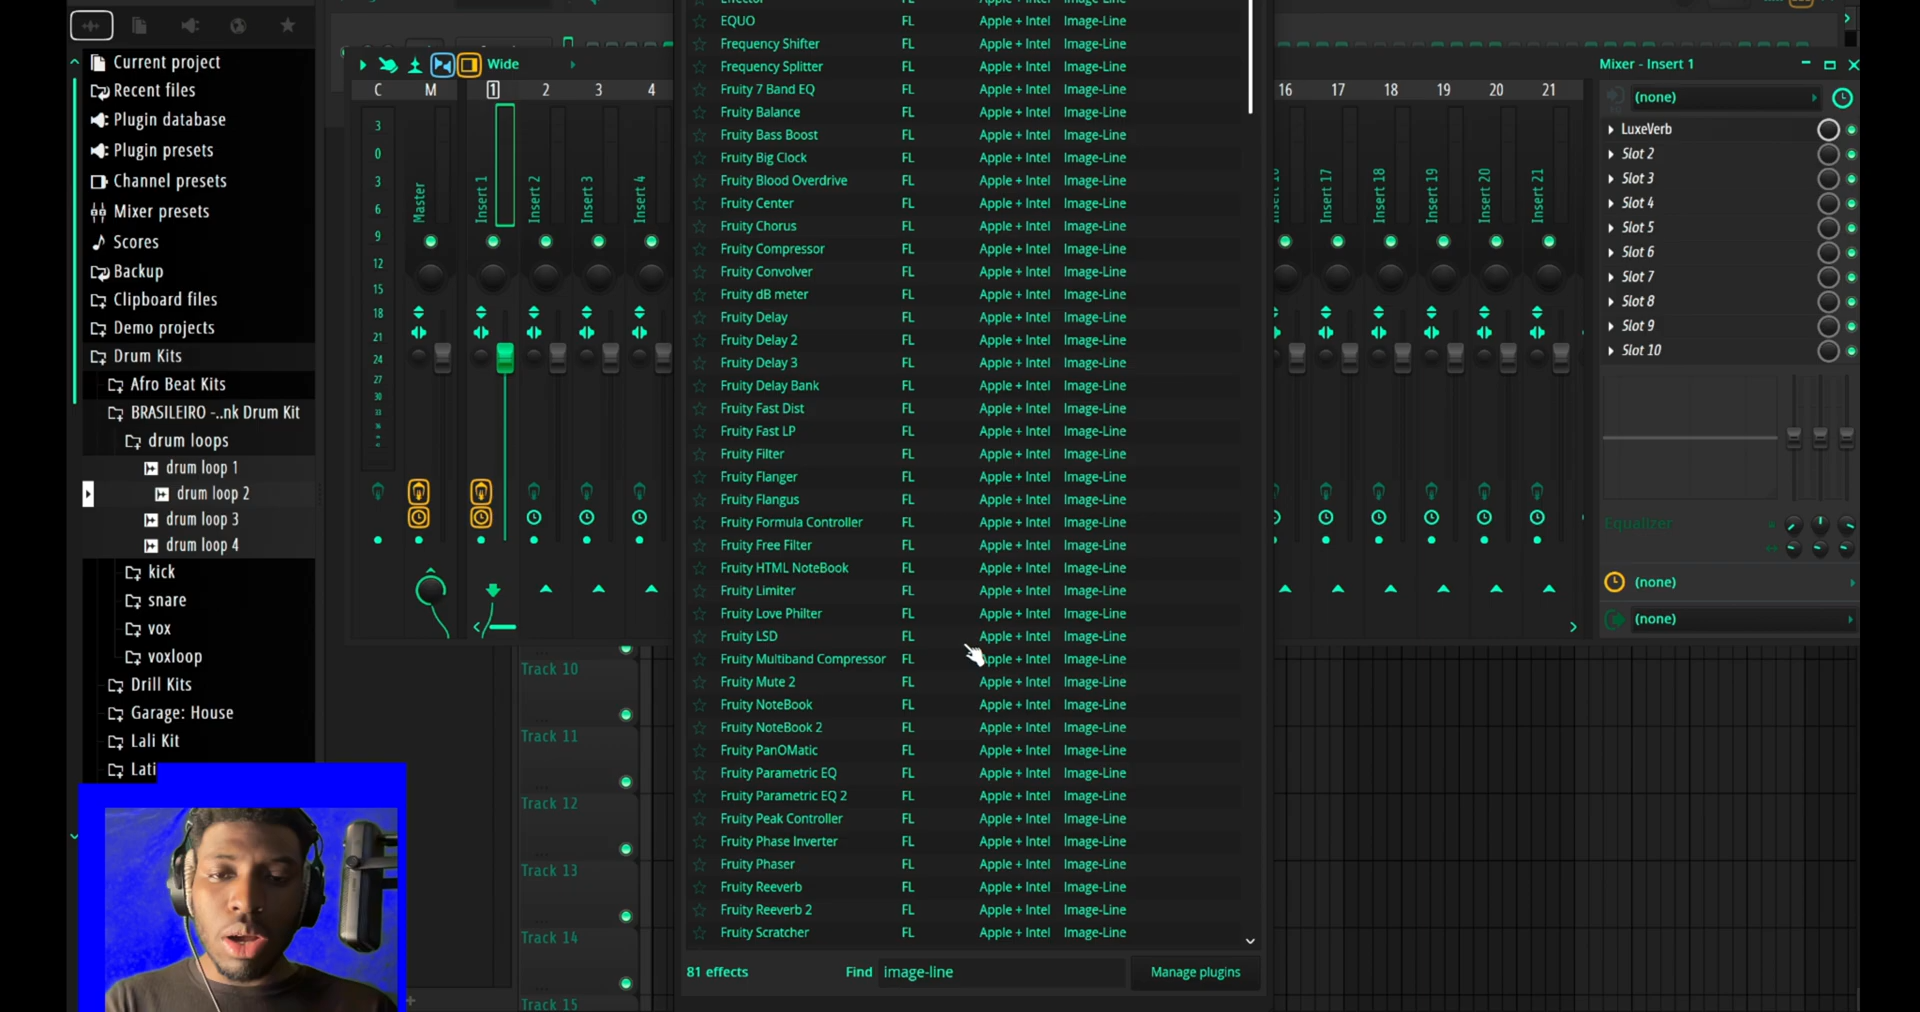 Current project
Recent files
Plugin database
Plugin presets
Channel presets
Mixer presets
Scores
Backup
Clipboard files
Demo projects
Drum Kits
Afro Beat Kits
BRASILEIRO -..nk Drum Kit
drum loops
drum loop 1
drum loop 2
drum loop 3
drum loop 4
kick
snare
vox
voxloop
Drill Kits
Garage: House
Lali Kit
Lati
Wide
C M 1 2 3 4
3
0
3
6
9
12
15
18
21
24
27
30
33
Master
Insert 1
Insert 2
Insert 3
Insert 4
Track 10
Track 11
Track 12
Track 13
Track 14
Track 15
EQUO FL Apple + Intel Image-Line
Frequency Shifter FL Apple + Intel Image-Line
Frequency Splitter FL Apple + Intel Image-Line
Fruity 7 Band EQ FL Apple + Intel Image-Line
Fruity Balance FL Apple + Intel Image-Line
Fruity Bass Boost FL Apple + Intel Image-Line
Fruity Big Clock FL Apple + Intel Image-Line
Fruity Blood Overdrive FL Apple + Intel Image-Line
Fruity Center FL Apple + Intel Image-Line
Fruity Chorus FL Apple + Intel Image-Line
Fruity Compressor FL Apple + Intel Image-Line
Fruity Convolver FL Apple + Intel Image-Line
Fruity dB meter FL Apple + Intel Image-Line
Fruity Delay FL Apple + Intel Image-Line
Fruity Delay 2 FL Apple + Intel Image-Line
Fruity Delay 3 FL Apple + Intel Image-Line
Fruity Delay Bank FL Apple + Intel Image-Line
Fruity Fast Dist FL Apple + Intel Image-Line
Fruity Fast LP FL Apple + Intel Image-Line
Fruity Filter FL Apple + Intel Image-Line
Fruity Flanger FL Apple + Intel Image-Line
Fruity Flangus FL Apple + Intel Image-Line
Fruity Formula Controller FL Apple + Intel Image-Line
Fruity Free Filter FL Apple + Intel Image-Line
Fruity HTML NoteBook FL Apple + Intel Image-Line
Fruity Limiter FL Apple + Intel Image-Line
Fruity Love Philter FL Apple + Intel Image-Line
Fruity LSD FL Apple + Intel Image-Line
Fruity Multiband Compressor FL Apple + Intel Image-Line
Fruity Mute 2 FL Apple + Intel Image-Line
Fruity NoteBook FL Apple + Intel Image-Line
Fruity NoteBook 2 FL Apple + Intel Image-Line
Fruity PanOMatic FL Apple + Intel Image-Line
Fruity Parametric EQ FL Apple + Intel Image-Line
Fruity Parametric EQ 2 FL Apple + Intel Image-Line
Fruity Peak Controller FL Apple + Intel Image-Line
Fruity Phase Inverter FL Apple + Intel Image-Line
Fruity Phaser FL Apple + Intel Image-Line
Fruity Reeverb FL Apple + Intel Image-Line
Fruity Reeverb 2 FL Apple + Intel Image-Line
Fruity Scratcher FL Apple + Intel Image-Line
81 effects Find image-line Manage plugins
16 17 18 19 20 21
Insert 17
Insert 18
Insert 19
Insert 20
Insert 21
Mixer - Insert 1
(none)
LuxeVerb
Slot 2
Slot 3
Slot 4
Slot 5
Slot 6
Slot 7
Slot 8
Slot 9
Slot 10
Equalizer
(none)
(none)